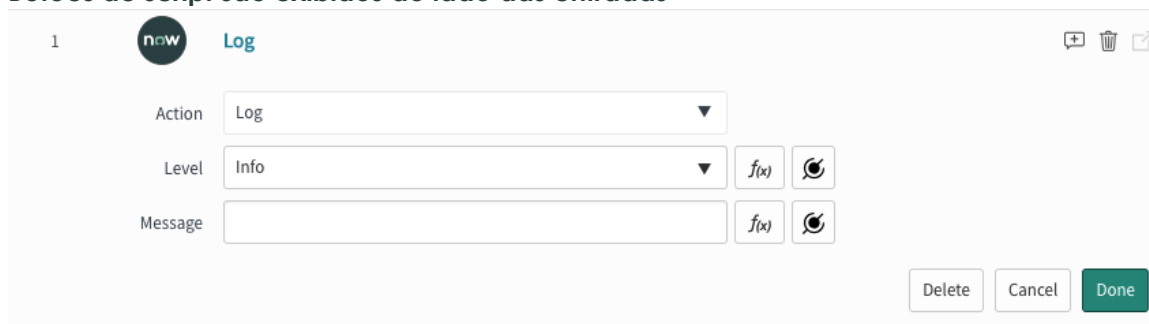 1 now Log
Action Log
Level Info f(x)
Message f(x)
Delete Cancel Done